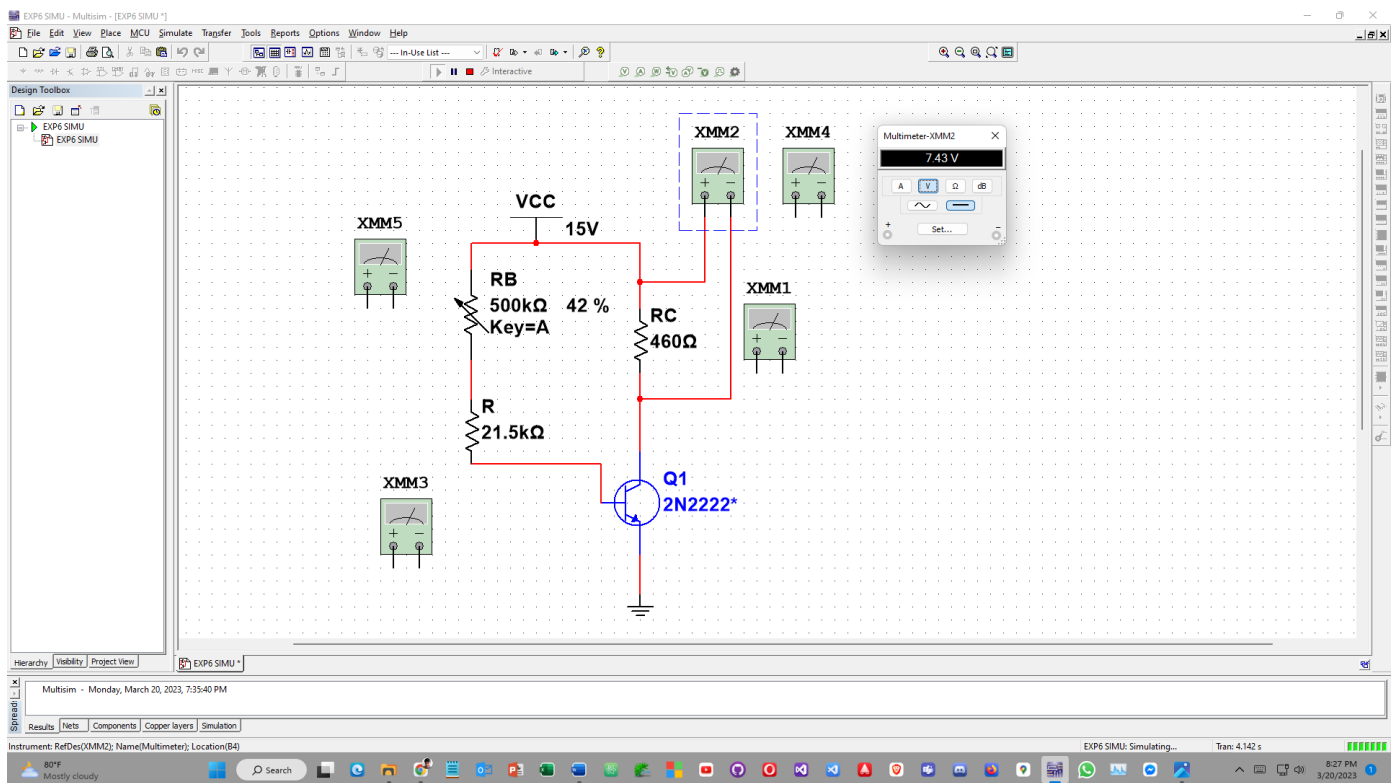 EXP6 SIMU - Multisim - [EXP6 SIMU *]
File Edit View Place MCU Simulate Transfer Tools Reports Options Window Help
--- In-Use List ---
Interactive
Design Toolbox
EXP6 SIMU
EXP6 SIMU
XMM2 XMM4
Multimeter-XMM2
7.43 V
A V Ω dB
+ Set... −
VCC
15V
XMM5
RB
500kΩ 42 %
Key=A
XMM1
RC
460Ω
R
21.5kΩ
XMM3
Q1
2N2222*
Hierarchy Visibility Project View
EXP6 SIMU *
Multisim - Monday, March 20, 2023, 7:35:40 PM
Results Nets Components Copper layers Simulation
Instrument: RefDes(XMM2); Name(Multimeter); Location(B4) EXP6 SIMU: Simulating... Tran: 4.142 s
80°F
Mostly cloudy
Search
8:27 PM
3/20/2023